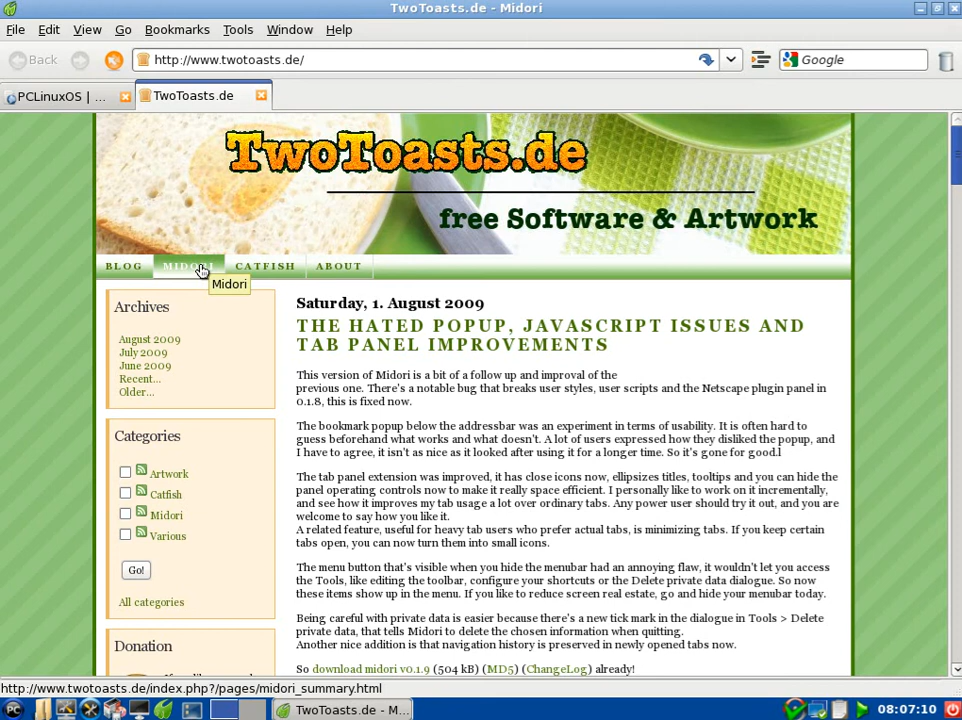 TwoToasts.de - Midori
File Edit View Go Bookmarks Tools Window Help
Back http://www.twotoasts.de/ Google
PCLinuxOS | ... TwoToasts.de
TwoToasts.de
free Software & Artwork
BLOG MIDORI CATFISH ABOUT
Midori
Archives
August 2009
July 2009
June 2009
Recent...
Older...
Categories
Artwork
Catfish
Midori
Various
Go!
All categories
Donation
Saturday, 1. August 2009
THE HATED POPUP, JAVASCRIPT ISSUES AND
TAB PANEL IMPROVEMENTS
This version of Midori is a bit of a follow up and improval of the
previous one. There's a notable bug that breaks user styles, user scripts and the Netscape plugin panel in
0.1.8, this is fixed now.
The bookmark popup below the addressbar was an experiment in terms of usability. It is often hard to
guess beforehand what works and what doesn't. A lot of users expressed how they disliked the popup, and
I have to agree, it isn't as nice as it looked after using it for a longer time. So it's gone for good.l
The tab panel extension was improved, it has close icons now, ellipsizes titles, tooltips and you can hide the
panel operating controls now to make it really space efficient. I personally like to work on it incrementally,
and see how it improves my tab usage a lot over ordinary tabs. Any power user should try it out, and you are
welcome to say how you like it.
A related feature, useful for heavy tab users who prefer actual tabs, is minimizing tabs. If you keep certain
tabs open, you can now turn them into small icons.
The menu button that's visible when you hide the menubar had an annoying flaw, it wouldn't let you access
the Tools, like editing the toolbar, configure your shortcuts or the Delete private data dialogue. So now
these items show up in the menu. If you like to reduce screen real estate, go and hide your menubar today.
Being careful with private data is easier because there's a new tick mark in the dialogue in Tools > Delete
private data, that tells Midori to delete the chosen information when quitting.
Another nice addition is that navigation history is preserved in newly opened tabs now.
So download midori v0.1.9 (504 kB) (MD5) (ChangeLog) already!
http://www.twotoasts.de/index.php?/pages/midori_summary.html
PC TwoToasts.de - M... 08:07:10